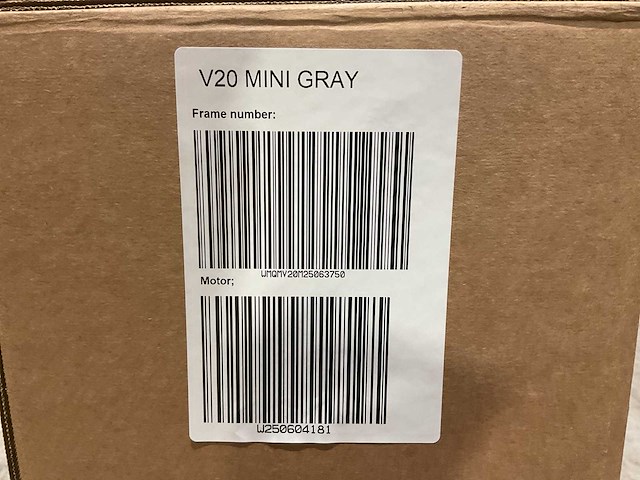 V20 MINI GRAY
Frame number:
WMQMV20M25063750
Motor;
W250604181